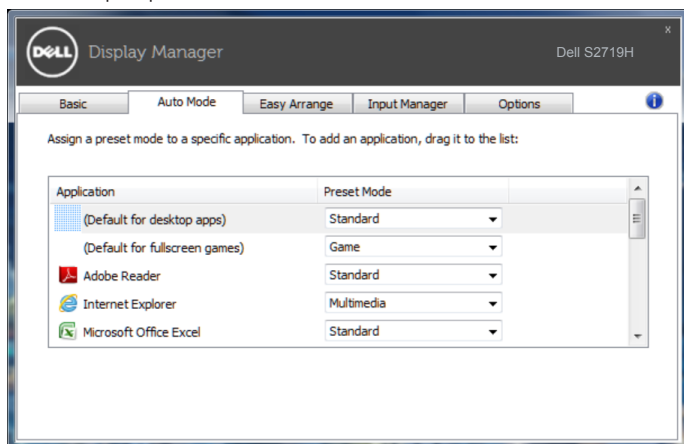 DELL Display Manager
Dell S2719H
x
Basic Auto Mode Easy Arrange Input Manager Options
Assign a preset mode to a specific application. To add an application, drag it to the list:
Application Preset Mode
(Default for desktop apps) Standard
(Default for fullscreen games) Game
Adobe Reader Standard
Internet Explorer Multimedia
Microsoft Office Excel Standard